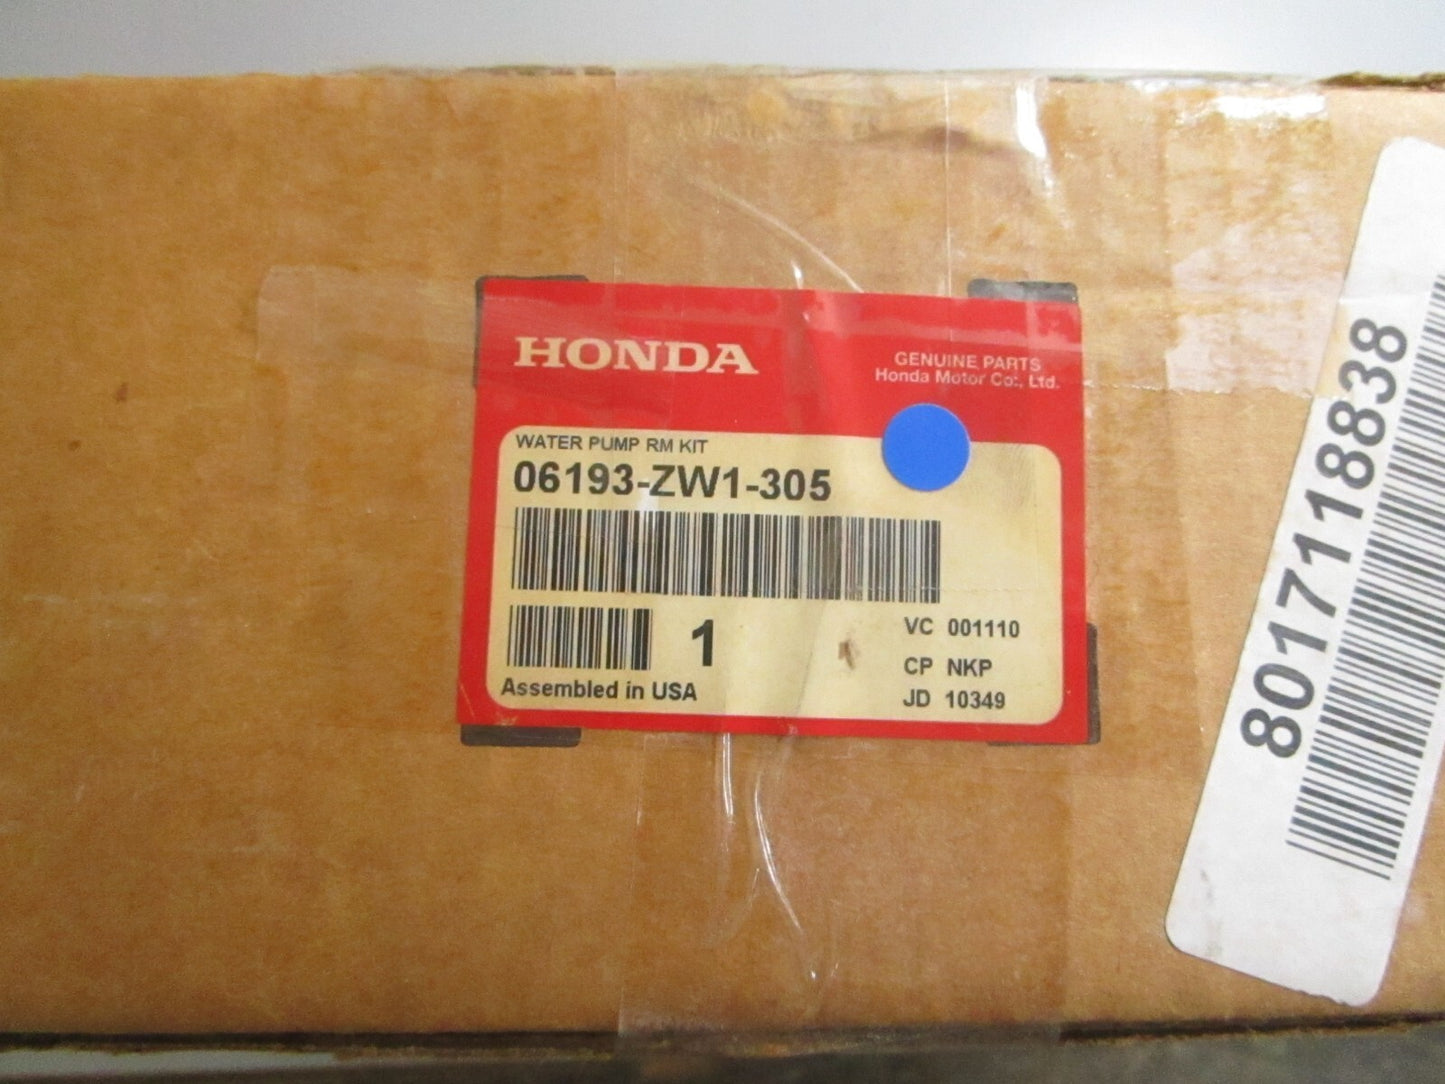 HONDA
GENUINE PARTS
Honda Motor Co., Ltd.
WATER PUMP RM KIT
06193-ZW1-305
1
VC 001110
CP NKP
Assembled in USA
JD 10349
8017118838